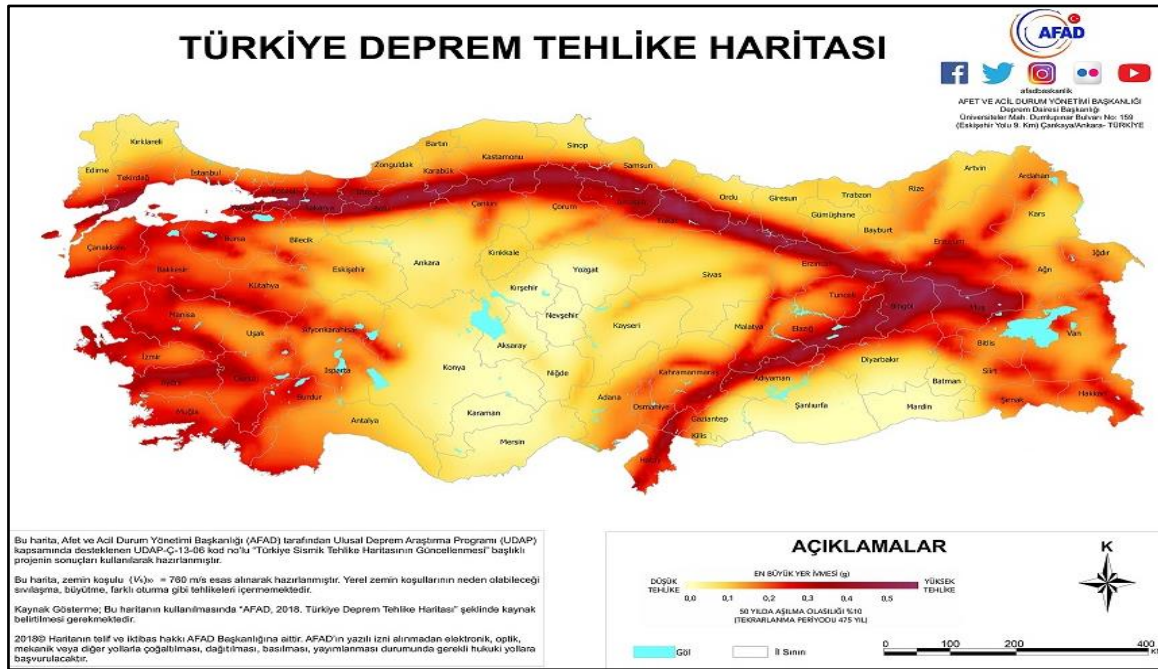 TÜRKİYE DEPREM TEHLİKE HARİTASI
AFAD
afadbaskanlik
AFET VE ACİL DURUM YÖNETİMİ BAŞKANLIĞI
Deprem Dairesi Başkanlığı
Üniversiteler Mah. Dumlupınar Bulvarı No: 159
(Eskişehir Yolu 9. Km) Çankaya/Ankara- TÜRKİYE
Kırklareli
Edirne
Tekirdağ
İstanbul
Zonguldak
Bartın
Karabük
Kastamonu
Sinop
Samsun
Ordu
Giresun
Trabzon
Rize
Artvin
Ardahan
Kars
Gümüşhane
Bayburt
Erzurum
Iğdır
Ağrı
Çanakkale
Balıkesir
Bursa
Bilecik
Eskişehir
Kütahya
Ankara
Çankırı
Çorum
Kırıkkale
Yozgat
Sivas
Kırşehir
Nevşehir
Kayseri
Malatya
Elazığ
Tunceli
Bingöl
Muş
Bitlis
Van
Manisa
Uşak
Afyonkarahisar
İzmir
Isparta
Burdur
Muğla
Antalya
Konya
Aksaray
Niğde
Karaman
Mersin
Adana
Osmaniye
Kahramanmaraş
Adıyaman
Gaziantep
Kilis
Hatay
Şanlıurfa
Diyarbakır
Batman
Mardin
Siirt
Şırnak
Hakkari
Bu harita, Afet ve Acil Durum Yönetimi Başkanlığı (AFAD) tarafından Ulusal Deprem Araştırma Programı (UDAP)
kapsamında desteklenen UDAP-Ç-13-06 kod no'lu "Türkiye Sismik Tehlike Haritasının Güncellenmesi" başlıklı
projenin sonuçları kullanılarak hazırlanmıştır.
Bu harita, zemin koşulu (Vs)30 = 760 m/s esas alınarak hazırlanmıştır. Yerel zemin koşullarının neden olabileceği
sıvılaşma, büyütme, farklı oturma gibi tehlikeleri içermemektedir.
Kaynak Gösterme; Bu haritanın kullanılmasında "AFAD, 2018. Türkiye Deprem Tehlike Haritası" şeklinde kaynak
belirtilmesi gerekmektedir.
2018© Haritanın telif ve iktibas hakkı AFAD Başkanlığına aittir. AFAD'ın yazılı izni alınmadan elektronik, optik,
mekanik veya diğer yollarla çoğaltılması, dağıtılması, basılması, yayımlanması durumunda gerekli hukuki yollara
başvurulacaktır.
AÇIKLAMALAR
EN BÜYÜK YER İVMESİ (g)
DÜŞÜK TEHLİKE
YÜKSEK TEHLİKE
0,0 0,1 0,2 0,3 0,4 0,5
50 YILDA AŞILMA OLASILIĞI %10
(TEKRARLANMA PERİYODU 475 YIL)
Göl
İl Sınırı
K
0 100 200 400